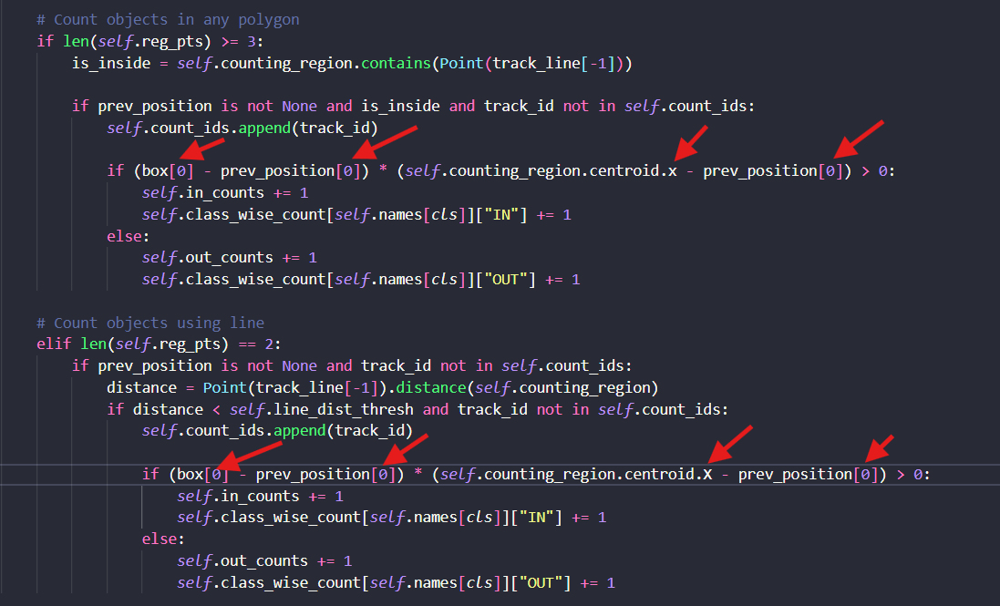 # Count objects in any polygon
if len(self.reg_pts) >= 3:
    is_inside = self.counting_region.contains(Point(track_line[-1]))
    if prev_position is not None and is_inside and track_id not in self.count_ids:
        self.count_ids.append(track_id)
        if (box[0] - prev_position[0]) * (self.counting_region.centroid.x - prev_position[0]) > 0:
            self.in_counts += 1
            self.class_wise_count[self.names[cls]]["IN"] += 1
        else:
            self.out_counts += 1
            self.class_wise_count[self.names[cls]]["OUT"] += 1
# Count objects using line
elif len(self.reg_pts) == 2:
    if prev_position is not None and track_id not in self.count_ids:
        distance = Point(track_line[-1]).distance(self.counting_region)
        if distance < self.line_dist_thresh and track_id not in self.count_ids:
            self.count_ids.append(track_id)
            if (box[0] - prev_position[0]) * (self.counting_region.centroid.x - prev_position[0]) > 0:
                self.in_counts += 1
                self.class_wise_count[self.names[cls]]["IN"] += 1
            else:
                self.out_counts += 1
                self.class_wise_count[self.names[cls]]["OUT"] += 1